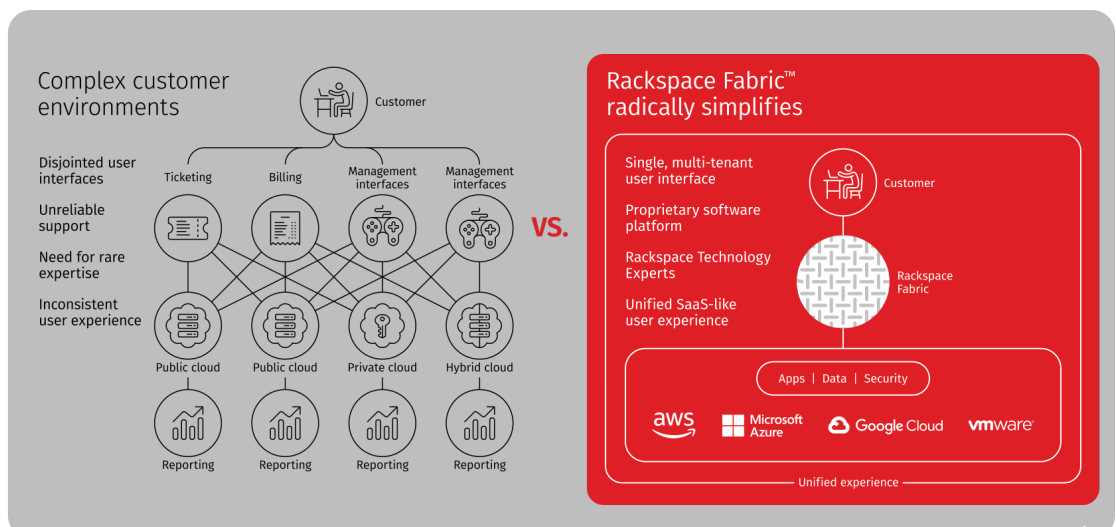 Complex customer
environments
Customer
Disjointed user
interfaces
Unreliable
support
Need for rare
expertise
Inconsistent
user experience
Ticketing
Billing
Management
interfaces
Management
interfaces
Public cloud
Public cloud
Private cloud
Hybrid cloud
Reporting
Reporting
Reporting
Reporting
VS.
Rackspace Fabric™
radically simplifies
Single, multi-tenant
user interface
Proprietary software
platform
Rackspace Technology
Experts
Unified SaaS-like
user experience
Customer
Rackspace
Fabric
Apps | Data | Security
aws
Microsoft
Azure
Google Cloud
vmware®
Unified experience